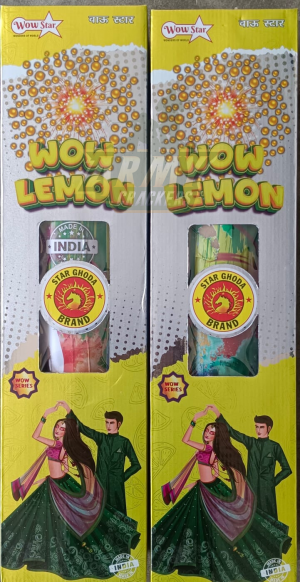 Wow Star
वाऊ स्टार
WOW
LEMON
MADE IN
INDIA
STAR GHODA
BRAND
WOW
SERIES
MADE IN
INDIA
Wow Star
वाऊ स्टार
WOW
LEMON
STAR GHODA
BRAND
WOW
SERIES
MADE IN
INDIA
CRACKERS